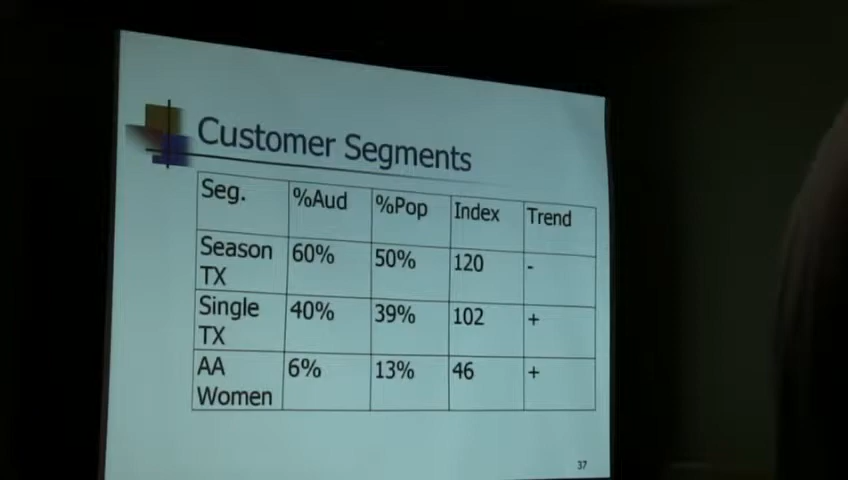 Customer Segments
Seg. %Aud %Pop Index Trend
Season TX 60% 50% 120 -
Single TX 40% 39% 102 +
AA Women 6% 13% 46 +
37